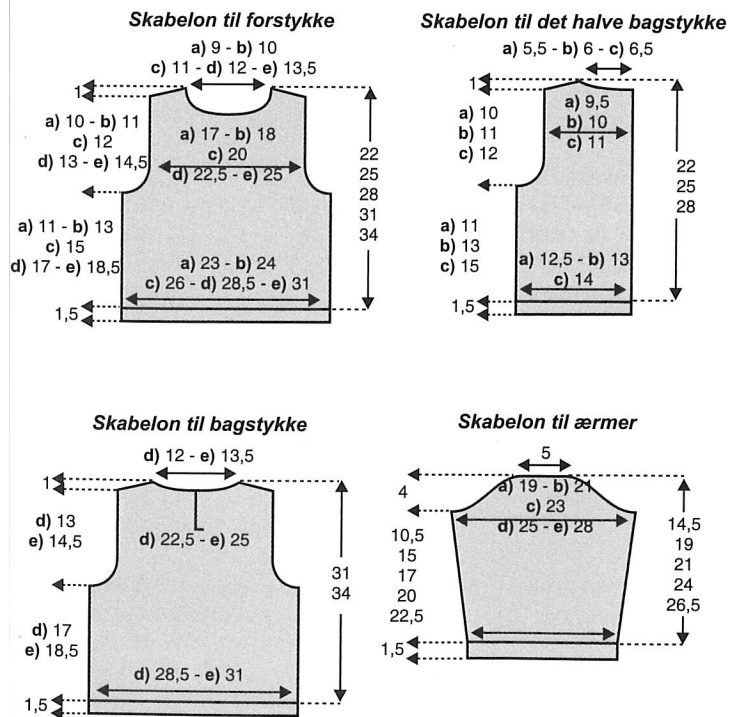 Skabelon til forstykke
a) 9 - b) 10
c) 11 - d) 12 - e) 13,5
1
a) 10 - b) 11
c) 12
d) 13 - e) 14,5
a) 17 - b) 18
c) 20
d) 22,5 - e) 25
22
25
28
31
34
a) 11 - b) 13
c) 15
d) 17 - e) 18,5
a) 23 - b) 24
c) 26 - d) 28,5 - e) 31
1,5
Skabelon til det halve bagstykke
a) 5,5 - b) 6 - c) 6,5
1
a) 10
b) 11
c) 12
a) 9,5
b) 10
c) 11
22
25
28
a) 11
b) 13
c) 15
a) 12,5 - b) 13
c) 14
1,5
Skabelon til bagstykke
d) 12 - e) 13,5
1
d) 13
e) 14,5
d) 22,5 - e) 25
31
34
d) 17
e) 18,5
d) 28,5 - e) 31
1,5
Skabelon til ærmer
5
4
a) 19 - b) 21
c) 23
d) 25 - e) 28
10,5
15
17
20
22,5
14,5
19
21
24
26,5
1,5